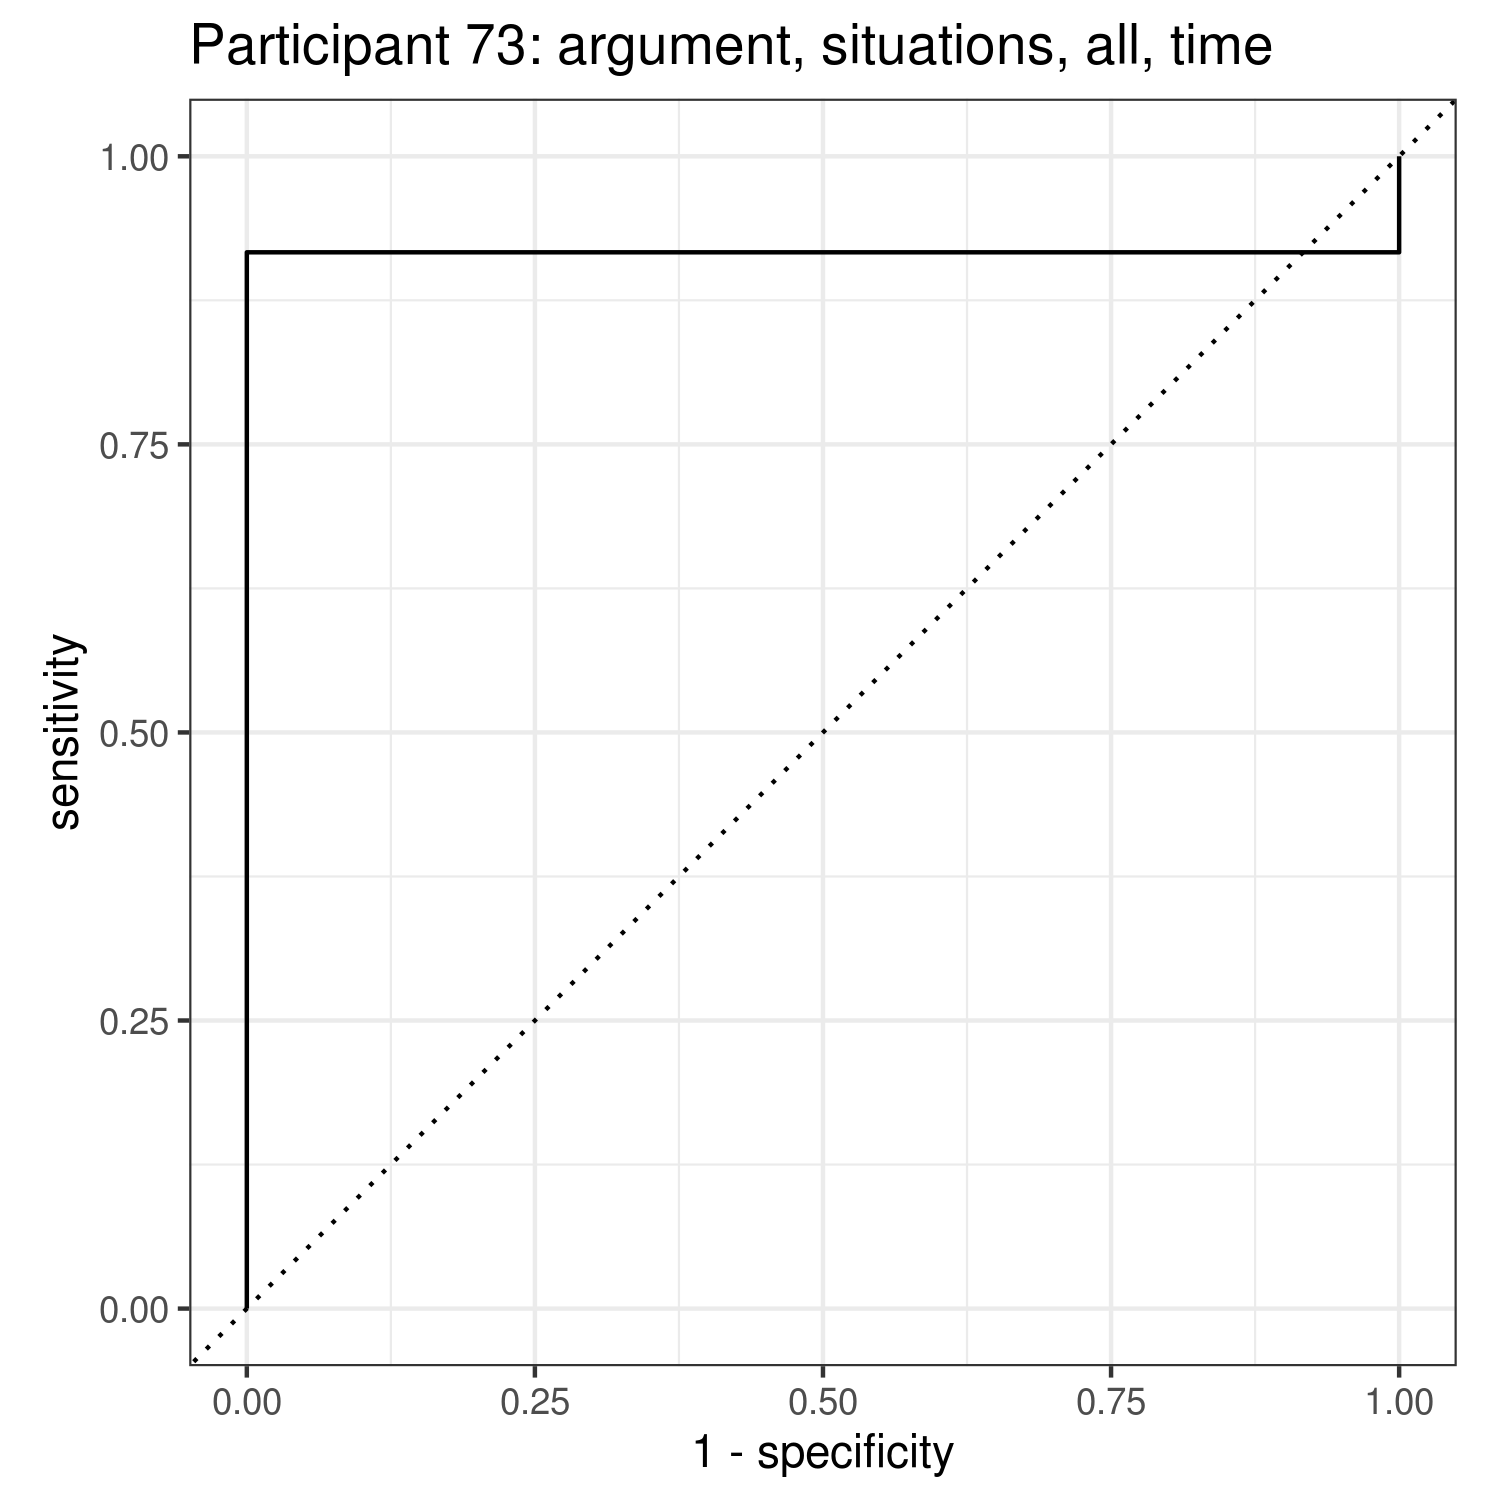 Participant 73: argument, situations, all, time
1.00
0.75
0.50
0.25
0.00
sensitivity
0.00 0.25 0.50 0.75 1.00
1 - specificity